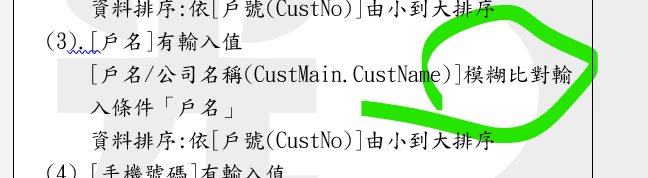 資料排序:依[戶號(CustNo)]由小到大排序
(3).[戶名]有輸入值
[戶名/公司名稱(CustMain.CustName)]模糊比對輸
入條件「戶名」
資料排序:依[戶號(CustNo)]由小到大排序
(4).[手機號碼]有輸入值